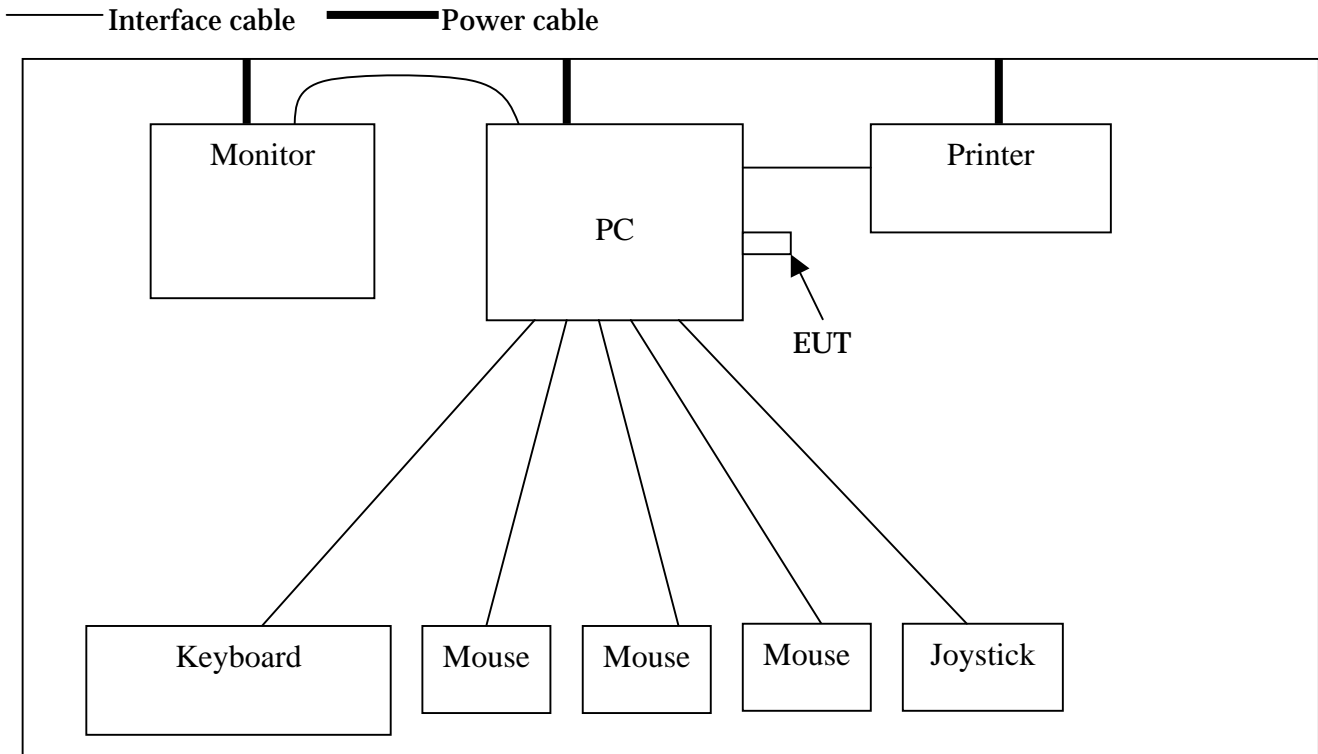 Interface cable Power cable
Monitor
Printer
PC
EUT
Keyboard
Mouse
Mouse
Mouse
Joystick